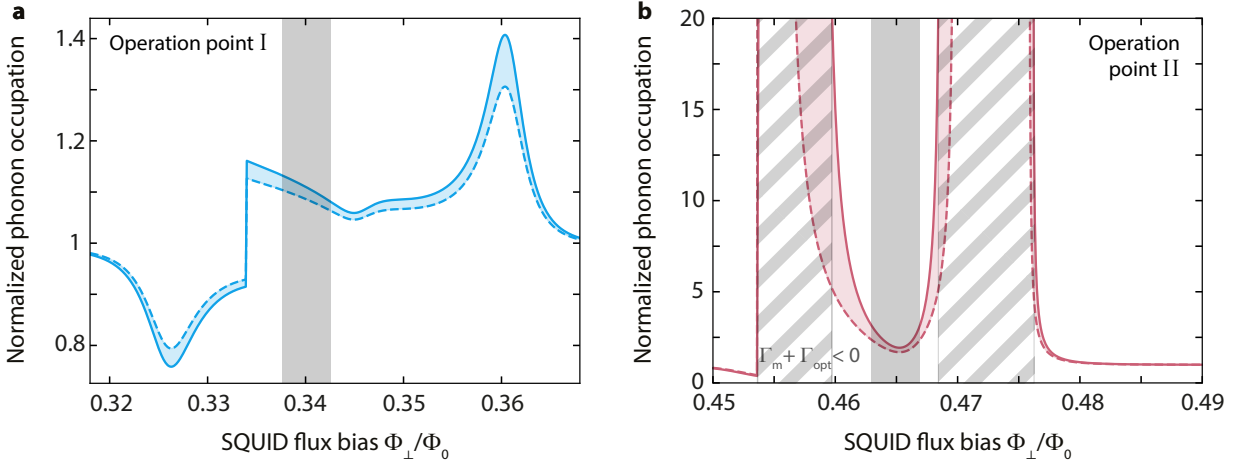 a
Operation point I
Normalized phonon occupation
1.4
1.2
1
0.8
0.32
0.33
0.34
0.35
0.36
SQUID flux bias Φ⊥/Φ0
b
Operation
point II
Normalized phonon occupation
20
15
10
5
0
Γm + Γopt < 0
0.45
0.46
0.47
0.48
0.49
SQUID flux bias Φ⊥/Φ0